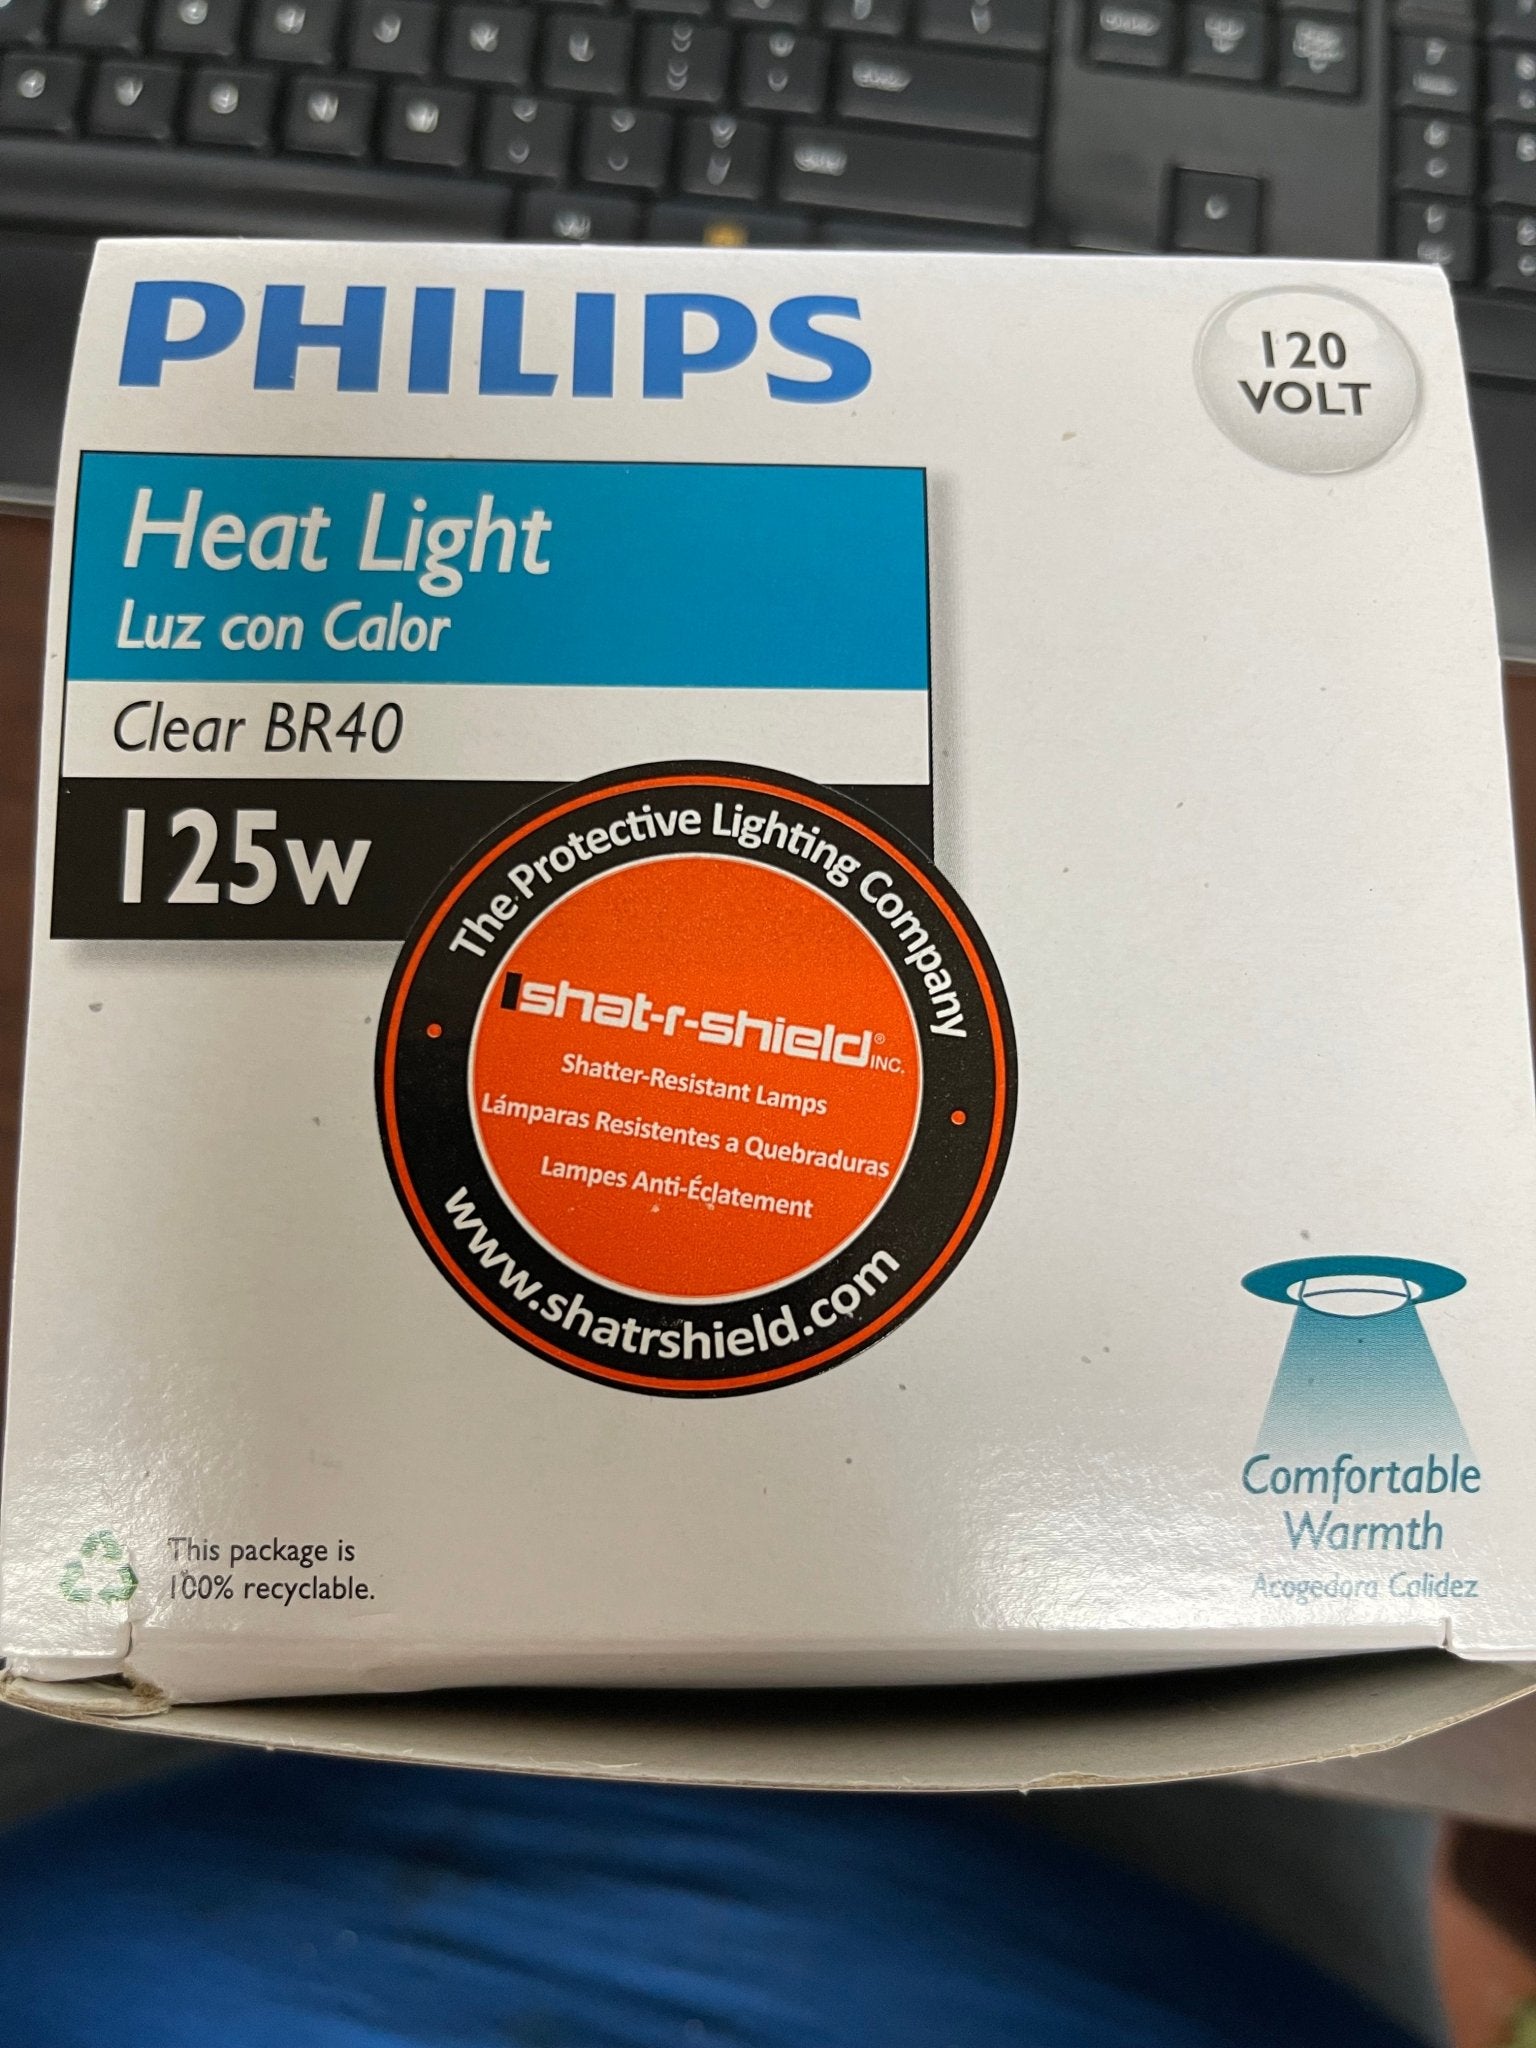 PHILIPS
120
VOLT
Heat Light
Luz con Calor
Clear BR40
125w
The Protective Lighting Company
shat-r-shield® INC.
Shatter-Resistant Lamps
Lámparas Resistentes a Quebraduras
Lampes Anti-Éclatement
www.shatrshield.com
Comfortable
Warmth
Acogedora Calidez
This package is
100% recyclable.